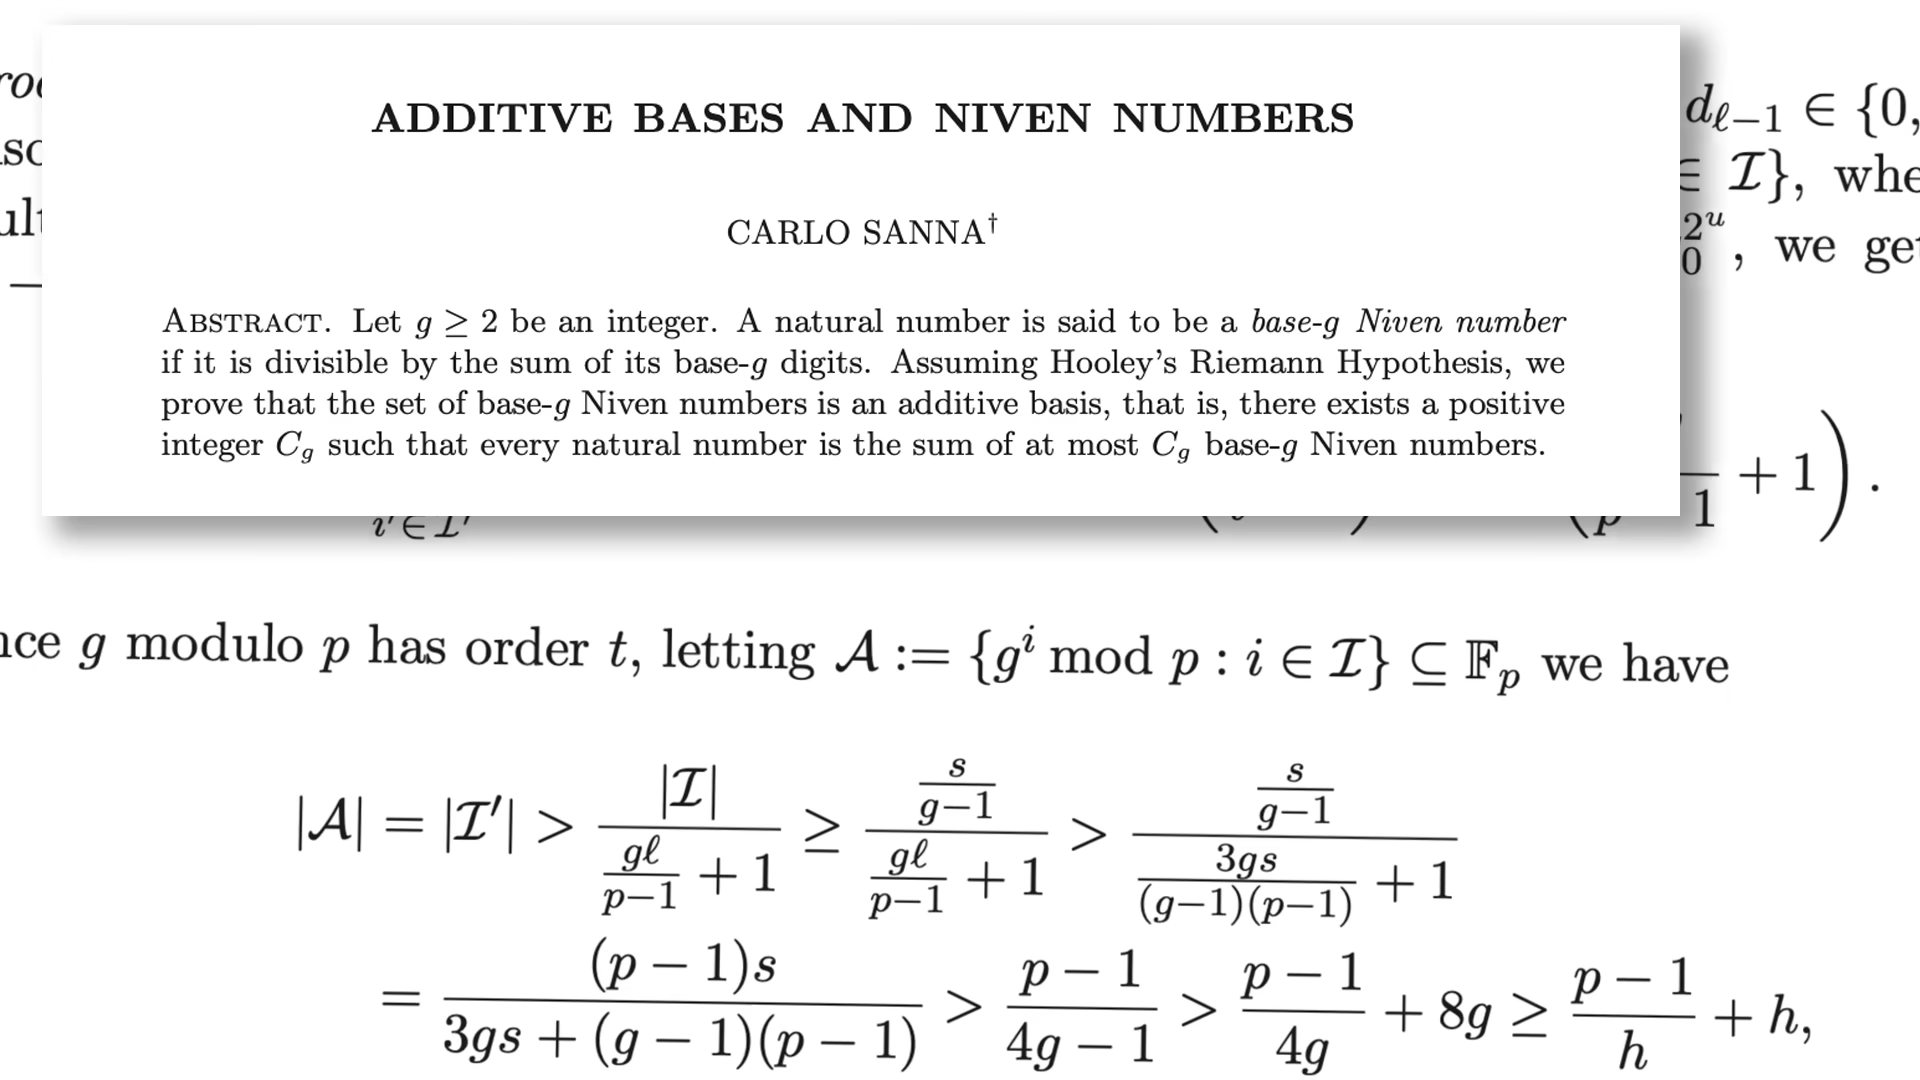 ADDITIVE BASES AND NIVEN NUMBERS
CARLO SANNA†
ABSTRACT. Let g ≥ 2 be an integer. A natural number is said to be a base-g Niven number
if it is divisible by the sum of its base-g digits. Assuming Hooley's Riemann Hypothesis, we
prove that the set of base-g Niven numbers is an additive basis, that is, there exists a positive
integer C_g such that every natural number is the sum of at most C_g base-g Niven numbers.
d_{ℓ−1} ∈ {0,
∈ I}, whe
2^u_0, we get
1 + 1).
i′∈I′
nce g modulo p has order t, letting A := {g^i mod p : i ∈ I} ⊆ F_p we have
|A| = |I′| > |I| / (gℓ/(p−1) + 1) ≥ (s/(g−1)) / (gℓ/(p−1) + 1) > (s/(g−1)) / (3gs/((g−1)(p−1)) + 1)
= (p − 1)s / (3gs + (g − 1)(p − 1)) > (p − 1)/(4g − 1) > (p − 1)/4g + 8g ≥ (p − 1)/h + h,